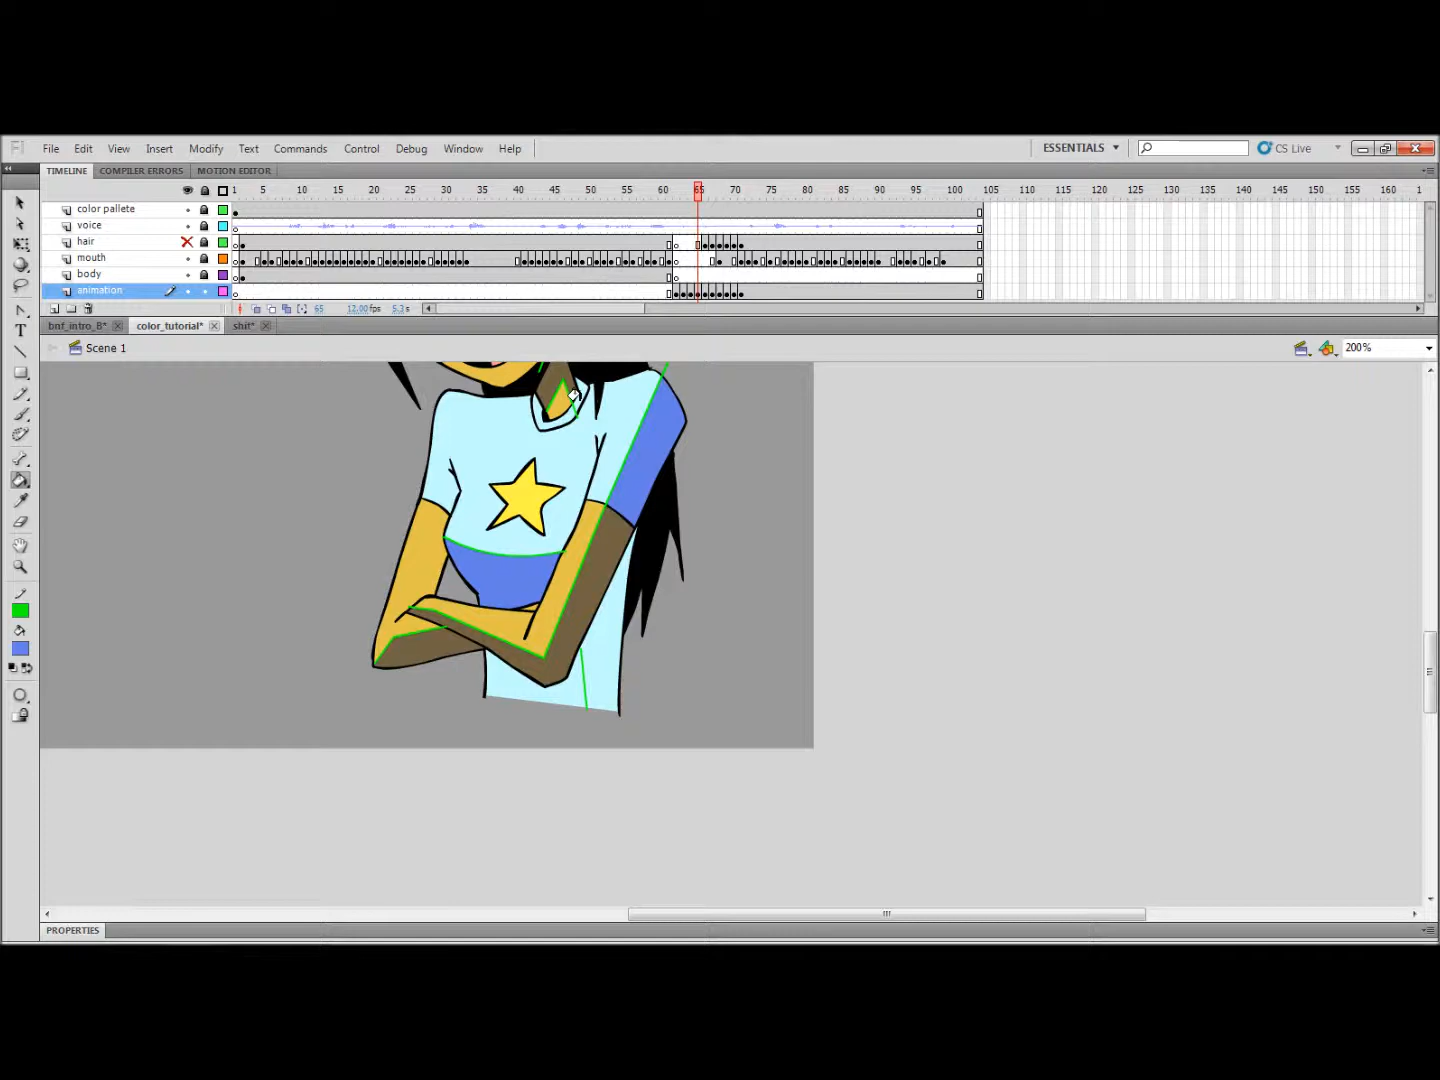 Fl File Edit View Insert Modify Text Commands Control Debug Window Help ESSENTIALS CS Live
TIMELINE COMPILER ERRORS MOTION EDITOR
1 5 10 15 20 25 30 35 40 45 50 55 60 65 70 75 80 85 90 95 100 105 110 115 120 125 130 135 140 145 150 155 160 1
color pallete
voice
hair
mouth
body
animation
65 12.00 fps 5.3 s
bnf_intro_B* color_tutorial* shit*
Scene 1 200%
T
PROPERTIES